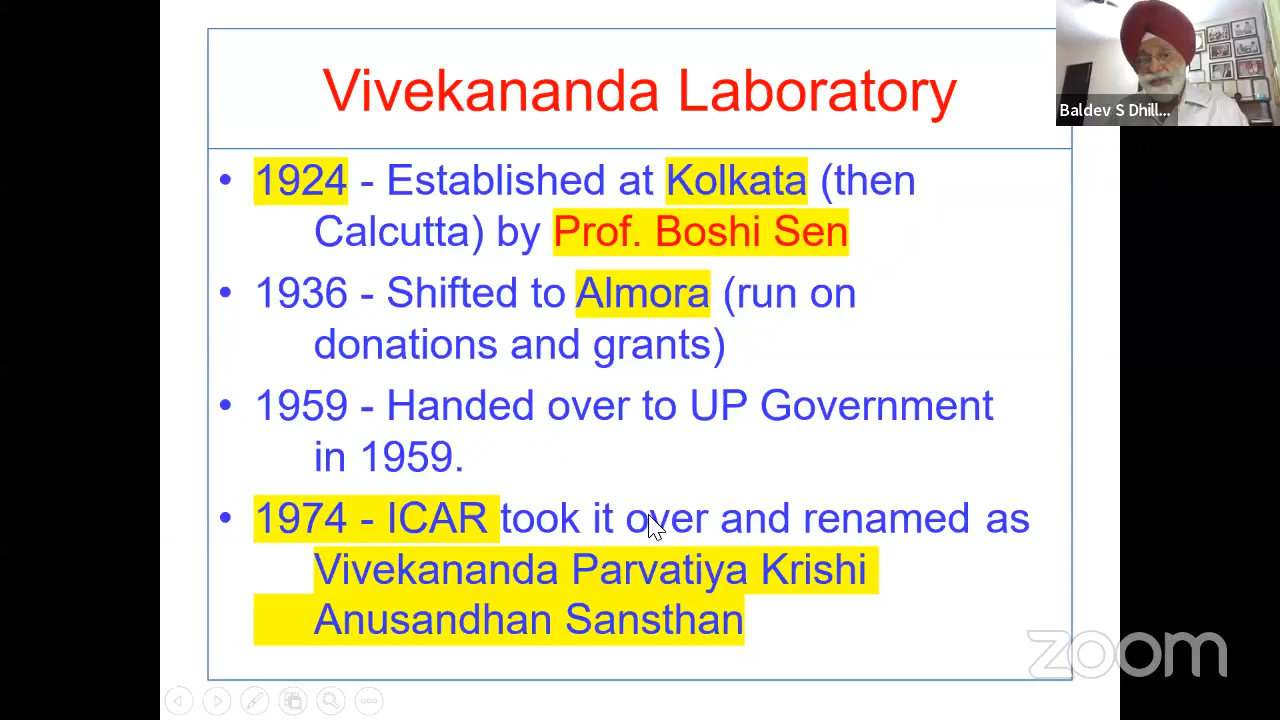 Vivekananda Laboratory
• 1924 - Established at Kolkata (then
Calcutta) by Prof. Boshi Sen
• 1936 - Shifted to Almora (run on
donations and grants)
• 1959 - Handed over to UP Government
in 1959.
• 1974 - ICAR took it over and renamed as
Vivekananda Parvatiya Krishi
Anusandhan Sansthan
Baldev S Dhill...
zoom